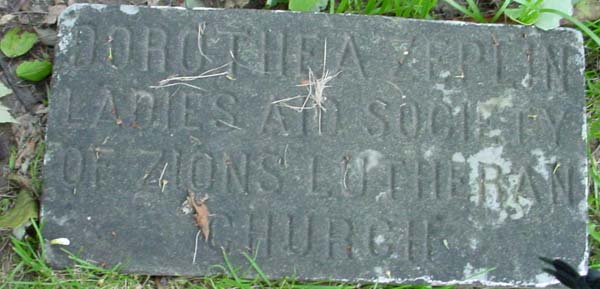 DOROTHEA ZEPLIN
LADIES AID SOCIETY
OF ZIONS LUTHERAN
CHURCH